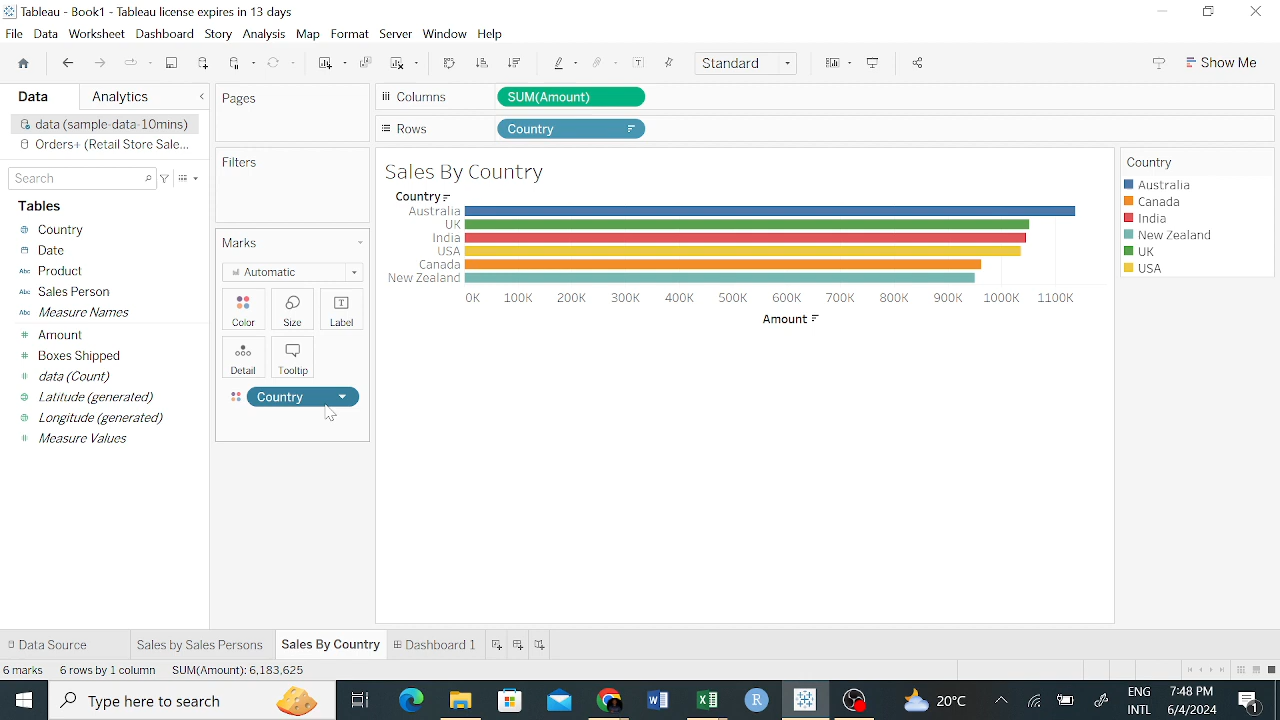 Tableau - Book1 - Tableau license expires in 13 days
File Data Worksheet Dashboard Story Analysis Map Format Server Window Help
Standard
Show Me
Data Analytics
data (sample-data-10mins)
Orders+ (Retail Store Sale...
Search
Tables
Country
Date
Product
Sales Person
Measure Names
Amount
Boxes Shipped
data (Count)
Latitude (generated)
Longitude (generated)
Measure Values
Pages
Filters
Marks
Automatic
Color Size Label
Detail Tooltip
Country
Columns SUM(Amount)
Rows Country
Sales By Country
Country
Australia
UK
India
USA
Canada
New Zealand
0K 100K 200K 300K 400K 500K 600K 700K 800K 900K 1000K 1100K
Amount
Country
Australia
Canada
India
New Zealand
UK
USA
Data Source Sales by Sales Persons Sales By Country Dashboard 1
6 marks 6 rows by 1 column SUM(Amount): 6,183,625
Type here to search
20°C
ENG
INTL
7:48 PM
6/4/2024
1